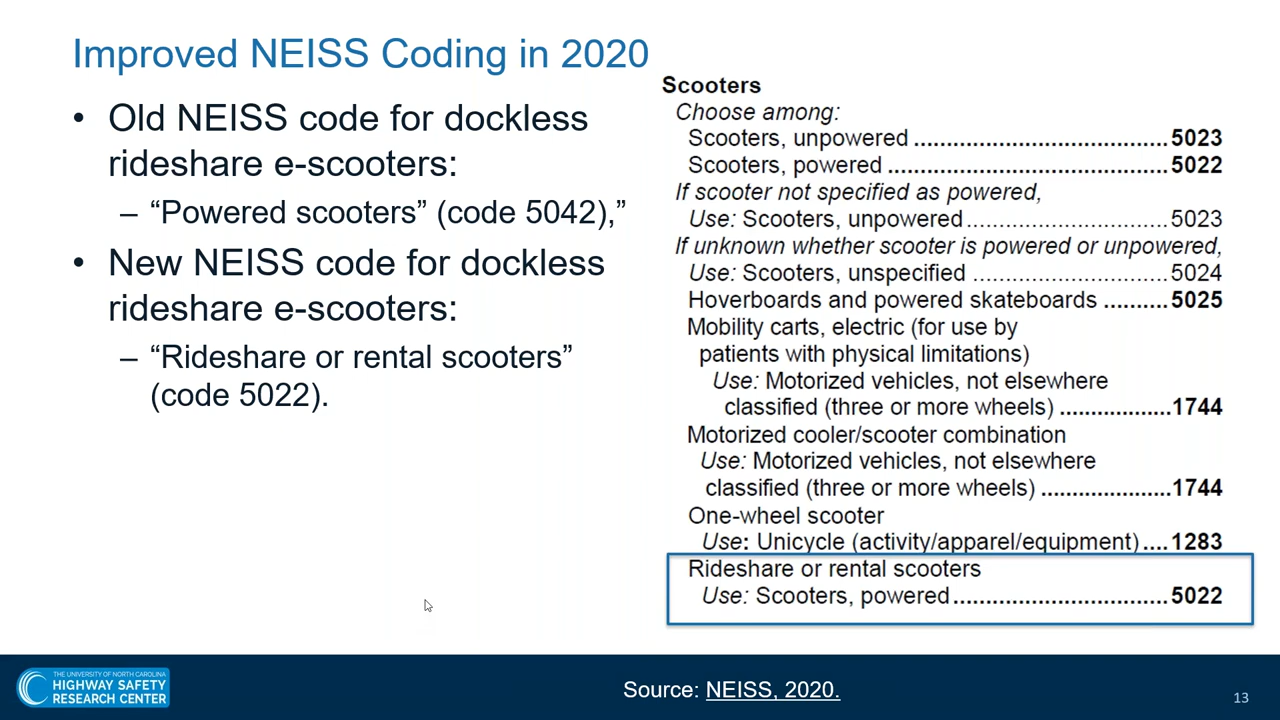 Improved NEISS Coding in 2020
• Old NEISS code for dockless
rideshare e-scooters:
– “Powered scooters” (code 5042),”
• New NEISS code for dockless
rideshare e-scooters:
– “Rideshare or rental scooters”
(code 5022).
Scooters
Choose among:
Scooters, unpowered ....................................... 5023
Scooters, powered ........................................... 5022
If scooter not specified as powered,
Use: Scooters, unpowered ............................... 5023
If unknown whether scooter is powered or unpowered,
Use: Scooters, unspecified .............................. 5024
Hoverboards and powered skateboards .......... 5025
Mobility carts, electric (for use by
patients with physical limitations)
Use: Motorized vehicles, not elsewhere
classified (three or more wheels) ................. 1744
Motorized cooler/scooter combination
Use: Motorized vehicles, not elsewhere
classified (three or more wheels) .................... 1744
One-wheel scooter
Use: Unicycle (activity/apparel/equipment) .... 1283
Rideshare or rental scooters
Use: Scooters, powered ................................. 5022
THE UNIVERSITY OF NORTH CAROLINA
HIGHWAY SAFETY
RESEARCH CENTER
Source: NEISS, 2020.
13